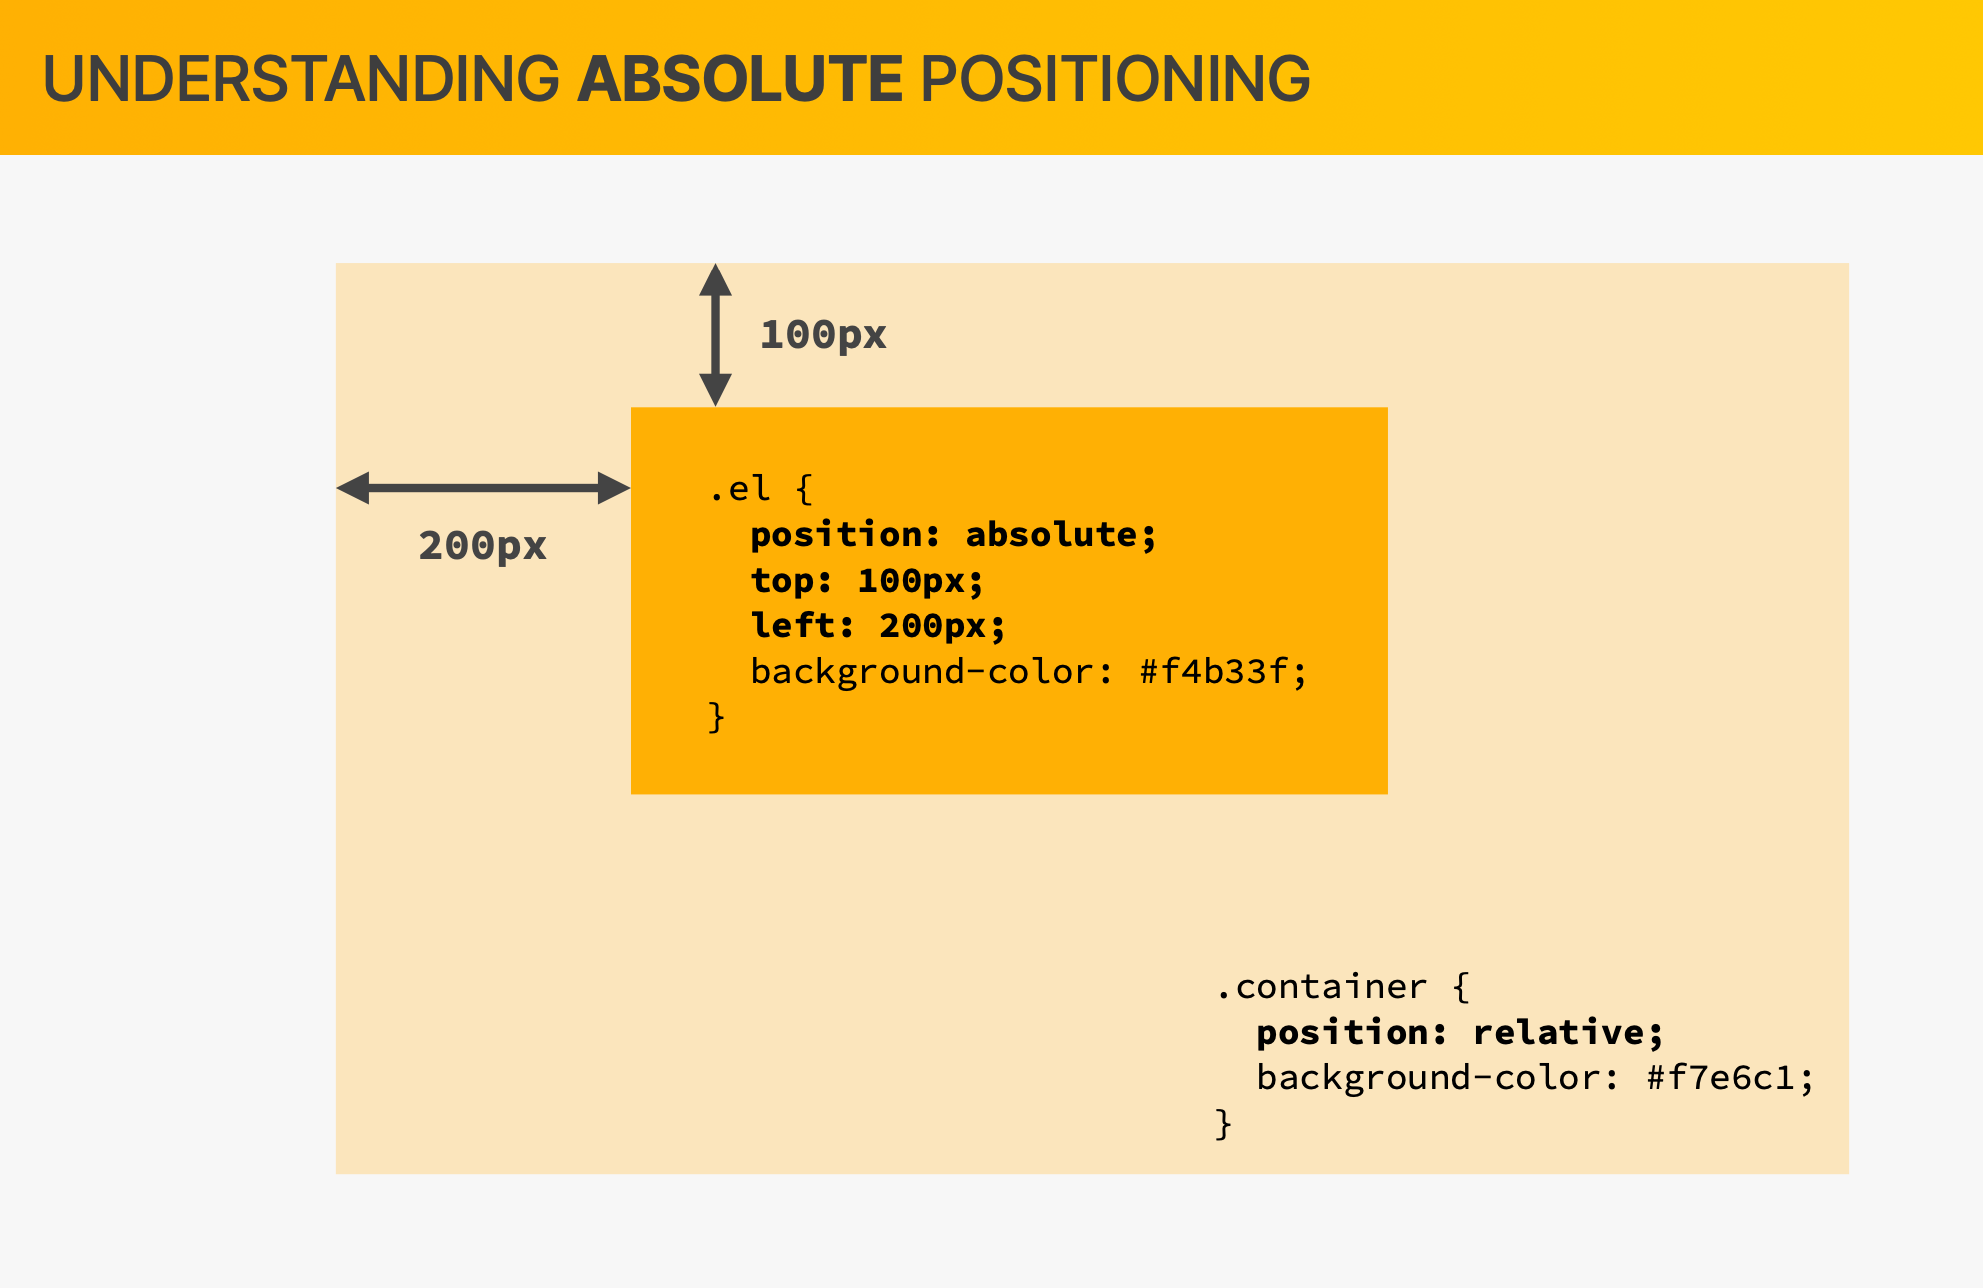 UNDERSTANDING ABSOLUTE POSITIONING
100px
200px
.el {
  position: absolute;
  top: 100px;
  left: 200px;
  background-color: #f4b33f;
}
.container {
  position: relative;
  background-color: #f7e6c1;
}